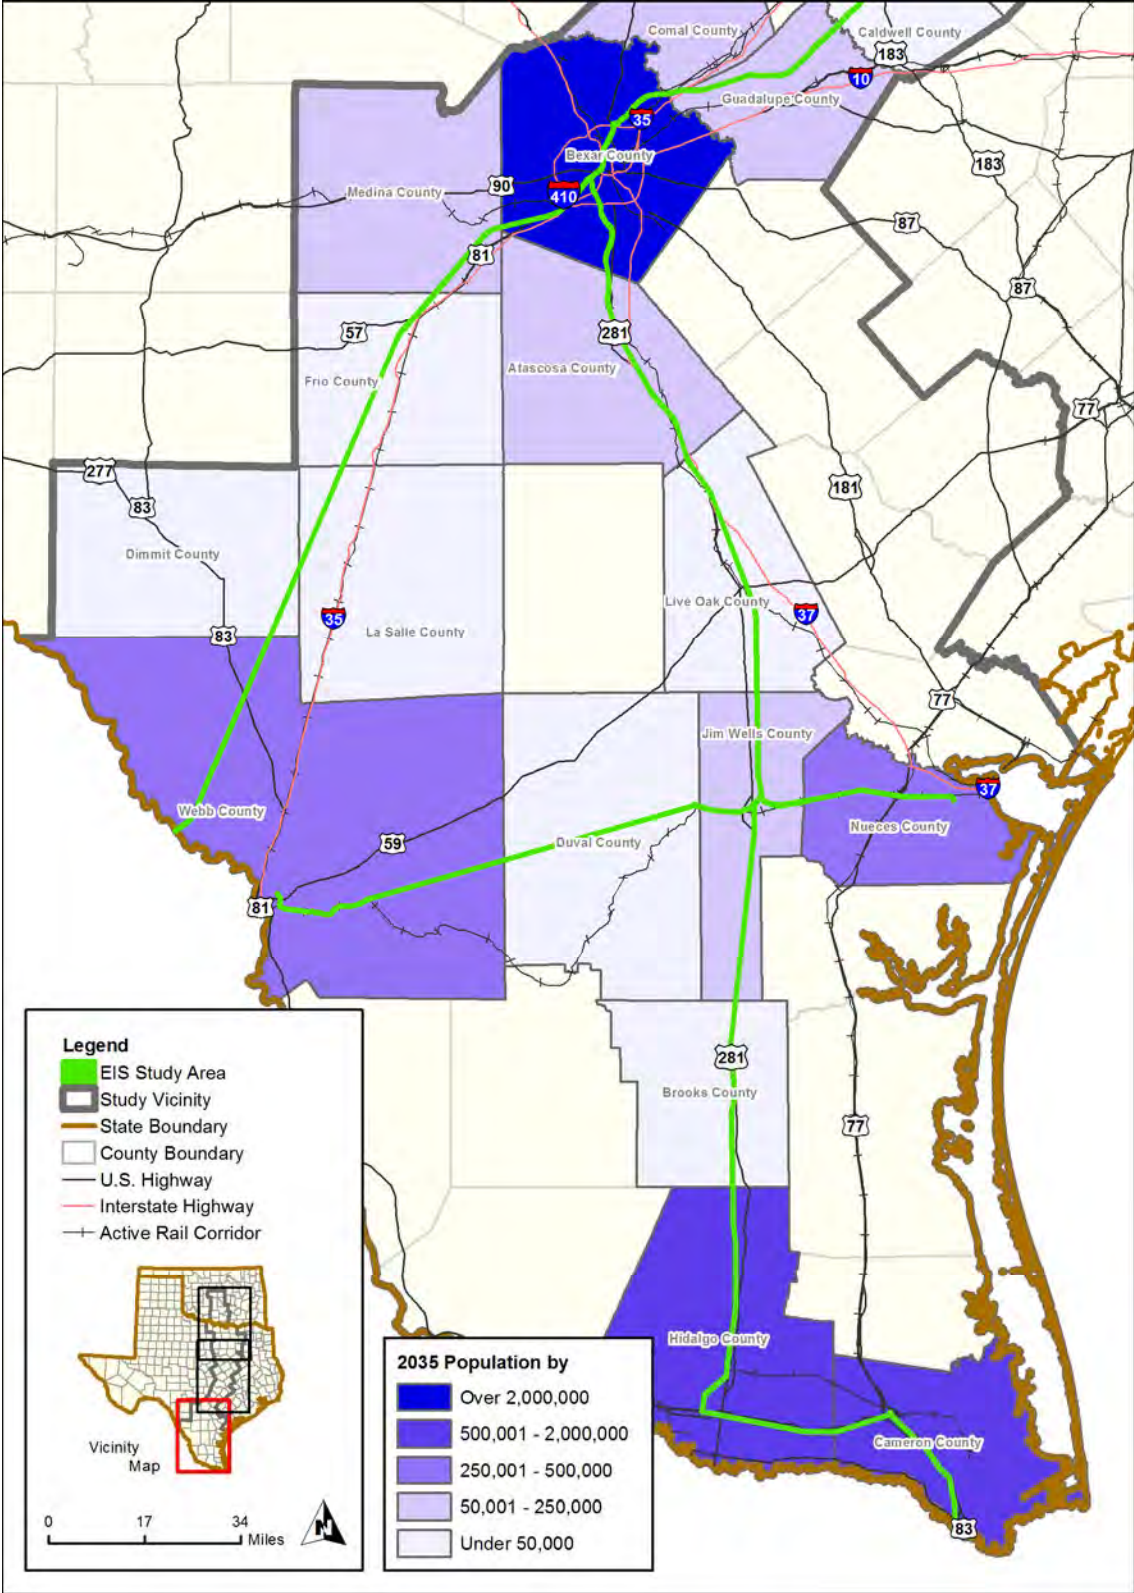 Comal County
Caldwell County
183
10
Guadalupe County
35
Bexar County
183
90
Medina County
410
87
81
87
57
281
Atascosa County
Frio County
77
277
83
181
Dimmit County
Live Oak County
37
35
La Salle County
83
77
Jim Wells County
37
Webb County
Nueces County
59
Duval County
81
281
Brooks County
77
Hidalgo County
Cameron County
83
Legend
EIS Study Area
Study Vicinity
State Boundary
County Boundary
U.S. Highway
Interstate Highway
Active Rail Corridor
Vicinity
Map
0 17 34
Miles
N
2035 Population by
Over 2,000,000
500,001 - 2,000,000
250,001 - 500,000
50,001 - 250,000
Under 50,000